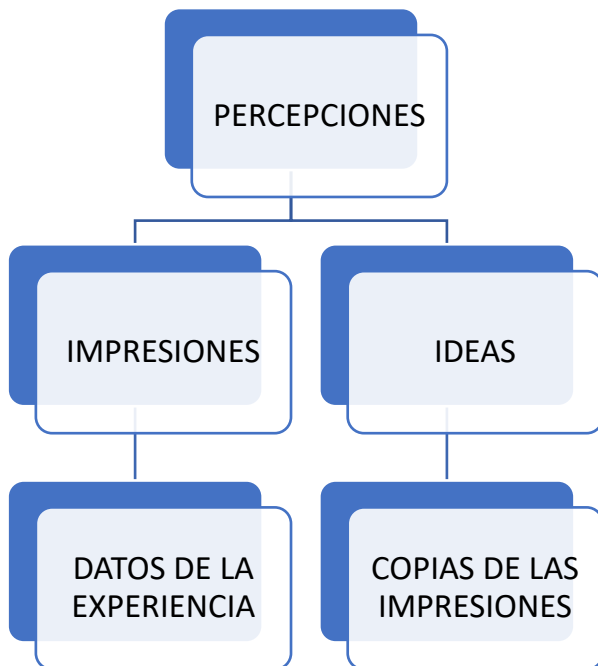 PERCEPCIONES
IMPRESIONES
IDEAS
DATOS DE LA
EXPERIENCIA
COPIAS DE LAS
IMPRESIONES